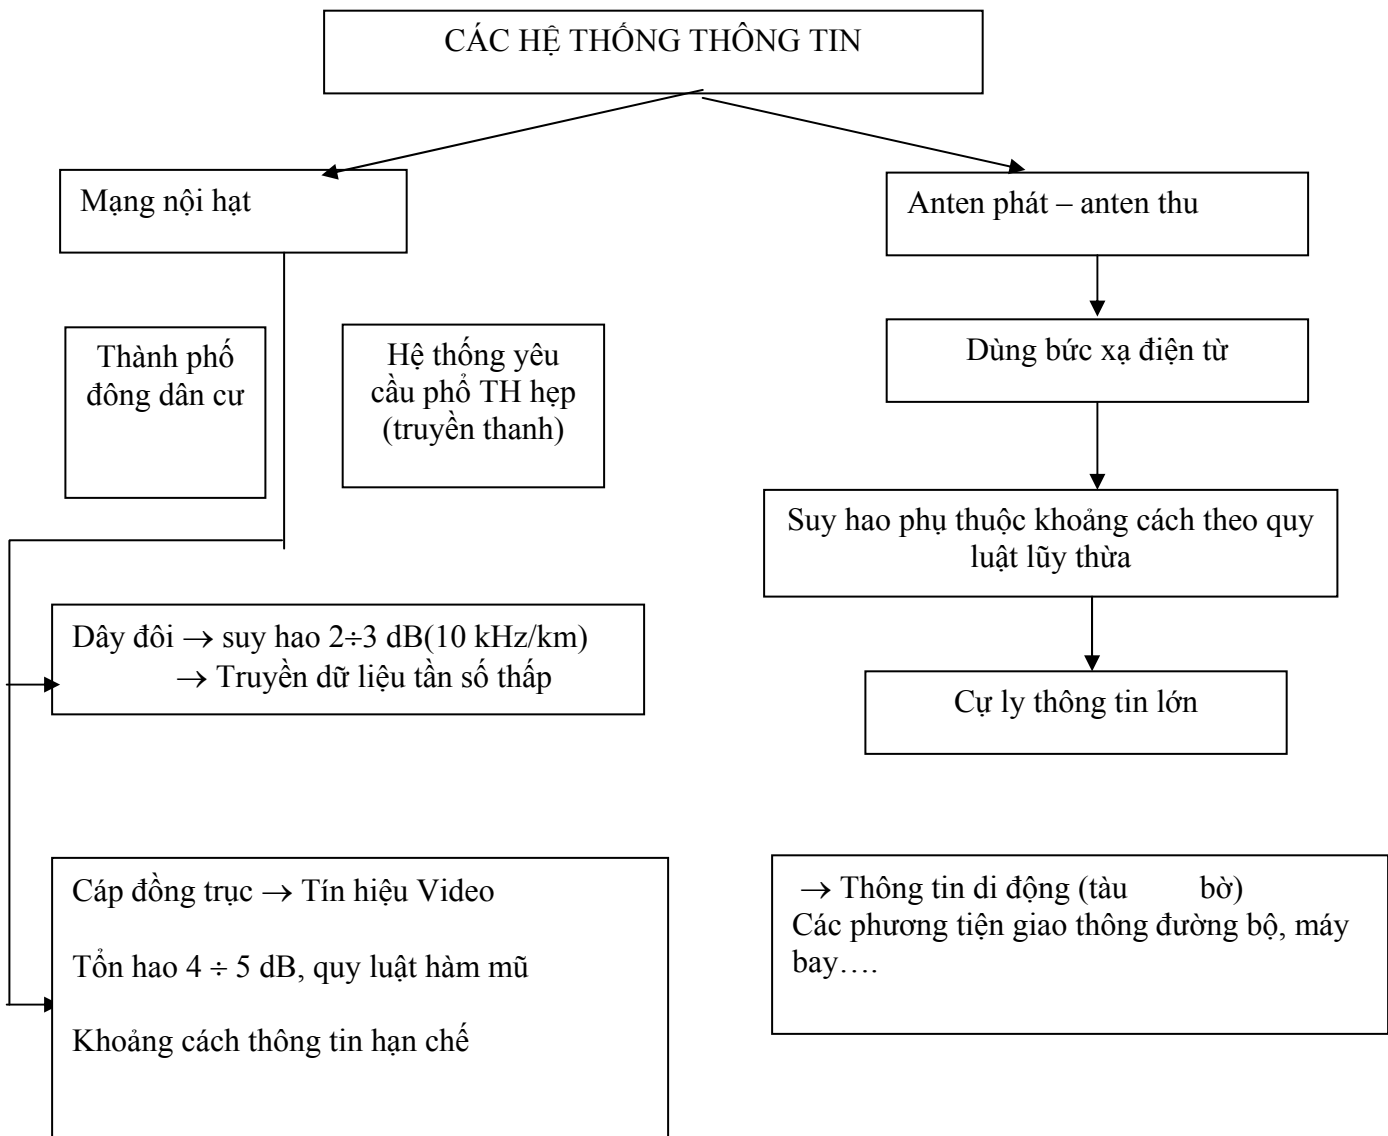 CÁC HỆ THỐNG THÔNG TIN
Mạng nội hạt
Anten phát – anten thu
Thành phố
đông dân cư
Hệ thống yêu
cầu phổ TH hẹp
(truyền thanh)
Dùng bức xạ điện từ
Suy hao phụ thuộc khoảng cách theo quy
luật lũy thừa
Dây đôi → suy hao 2÷3 dB(10 kHz/km)
→ Truyền dữ liệu tần số thấp
Cự ly thông tin lớn
Cáp đồng trục → Tín hiệu Video
Tổn hao 4 ÷ 5 dB, quy luật hàm mũ
Khoảng cách thông tin hạn chế
→ Thông tin di động (tàu bờ)
Các phương tiện giao thông đường bộ, máy
bay….